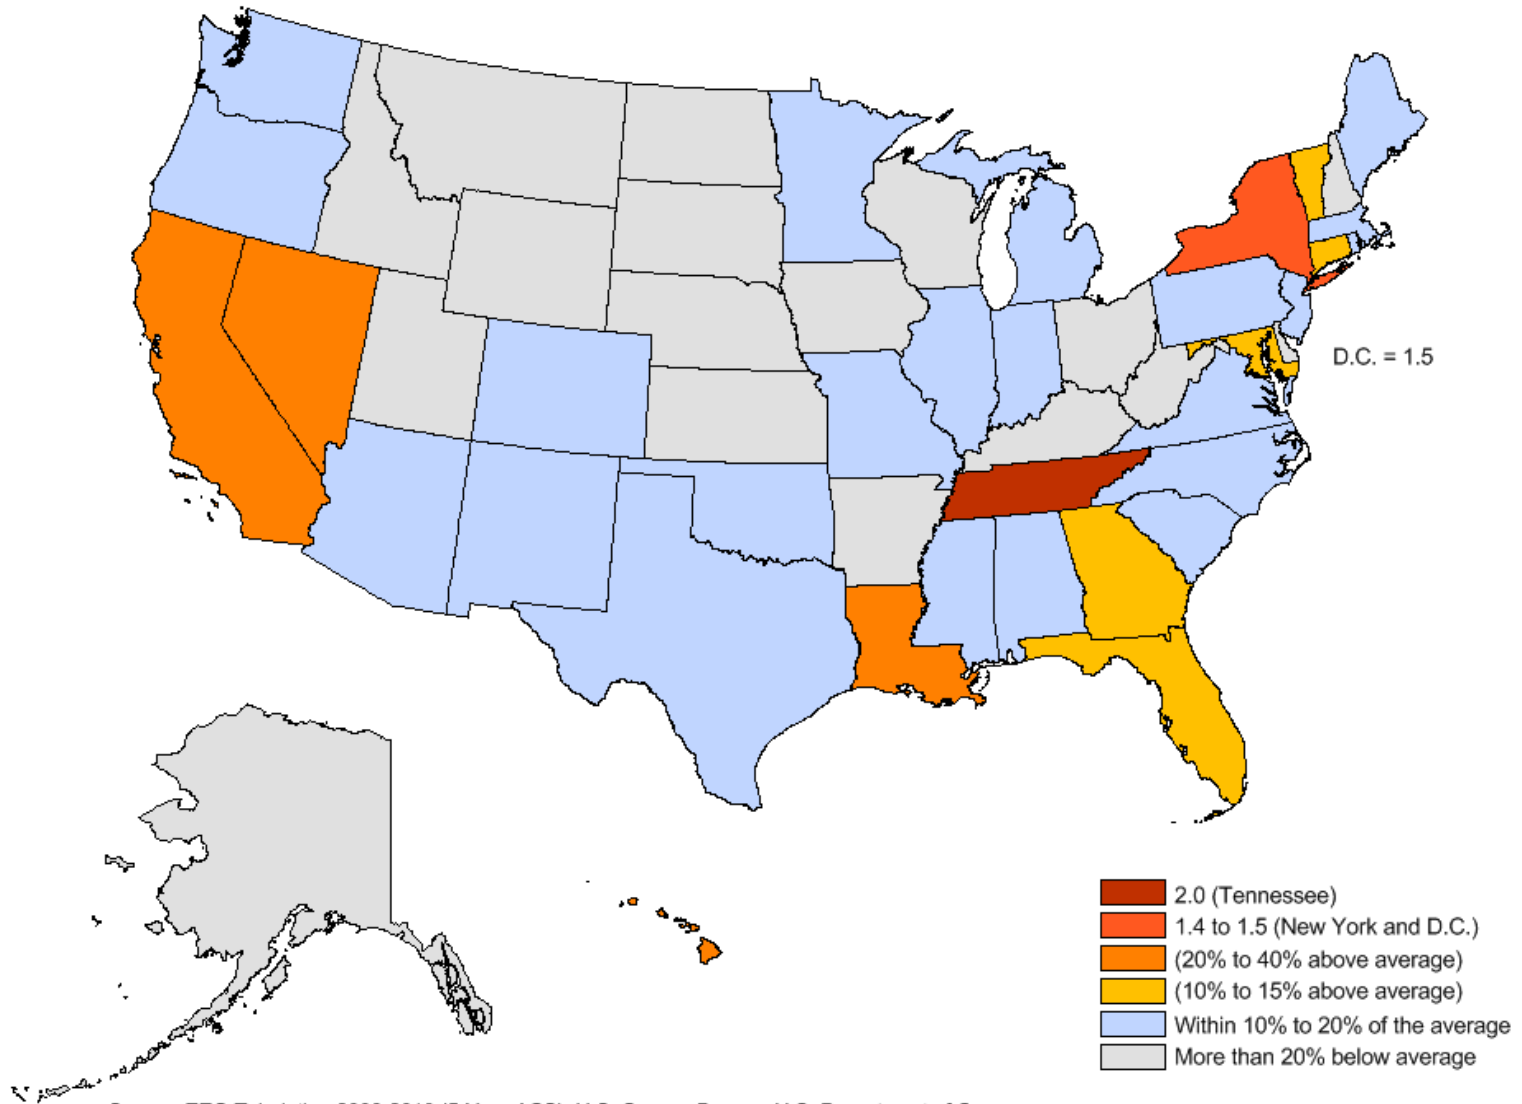 D.C. = 1.5
2.0 (Tennessee)
1.4 to 1.5 (New York and D.C.)
(20% to 40% above average)
(10% to 15% above average)
Within 10% to 20% of the average
More than 20% below average